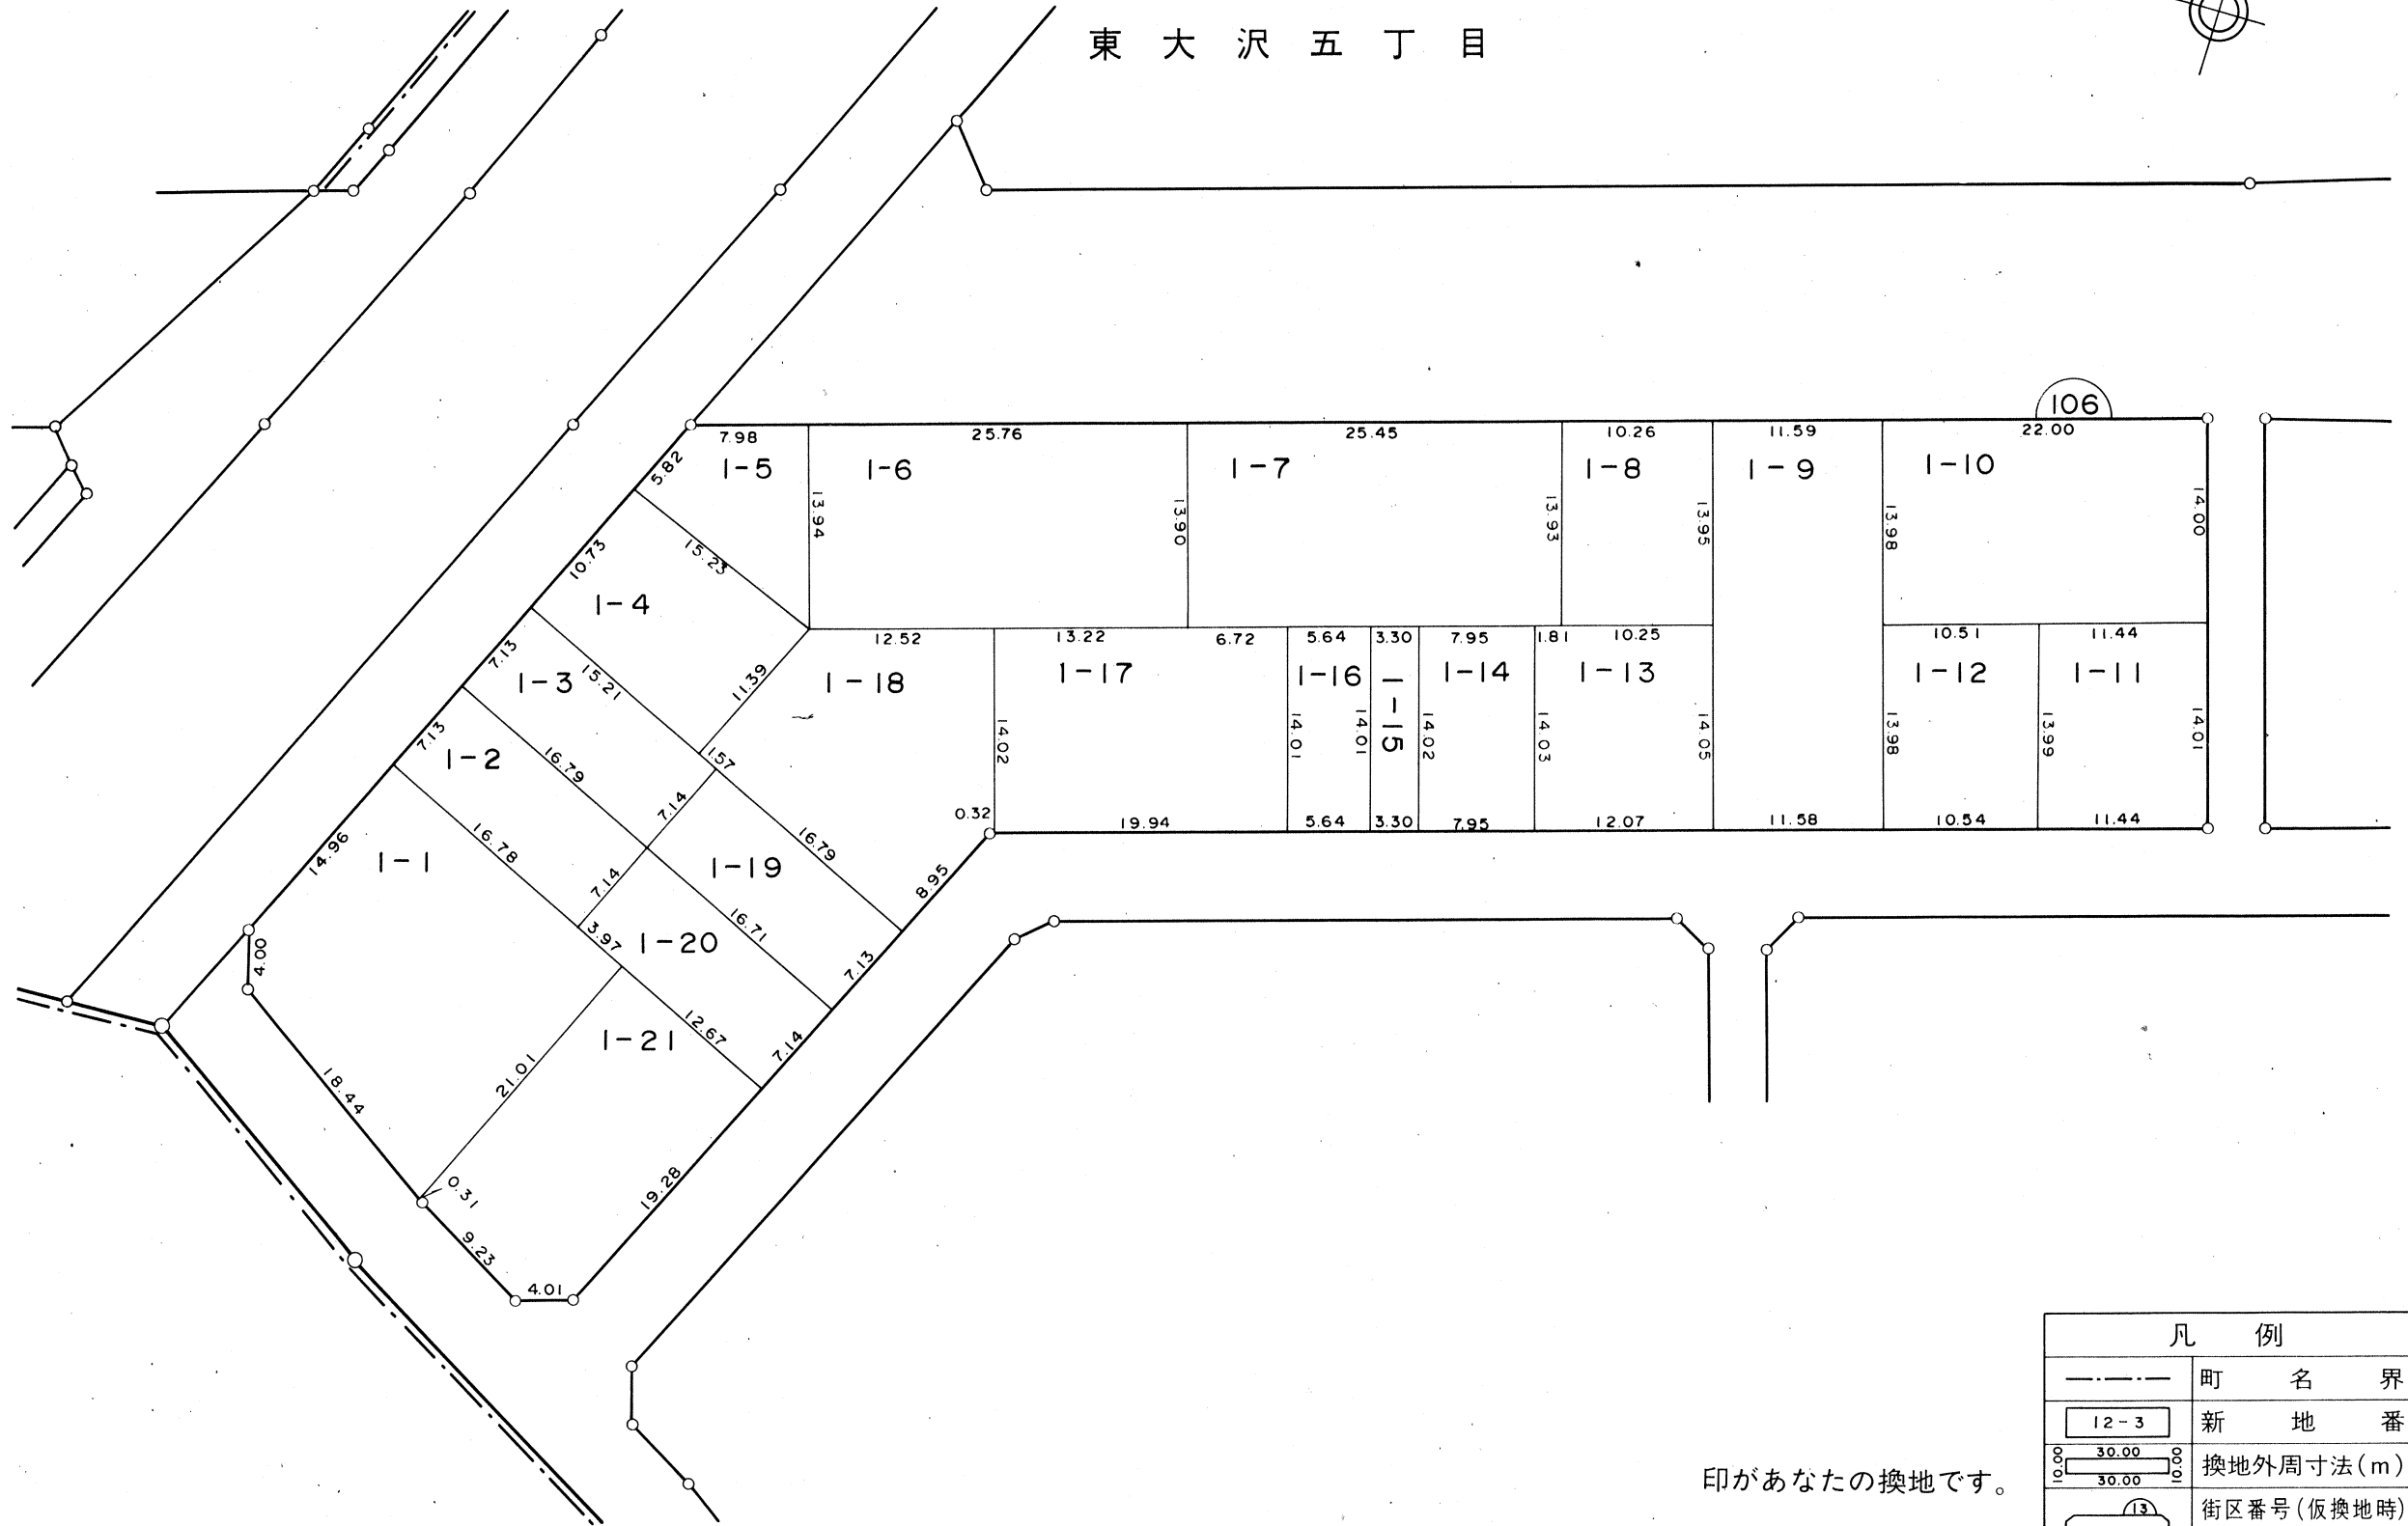 東大沢五丁目
106
7.98 25.76 25.45 10.26 11.59 22.00
1-5 1-6 1-7 1-8 1-9 1-10
5.82 13.94 13.90 13.93 13.95 13.98 14.00
10.73 15.23
1-4
12.52 13.22 6.72 5.64 3.30 7.95 1.81 10.25 10.51 11.44
7.13 1-3 15.21 11.39 1-18 1-17 1-16 1-15 1-14 1-13 1-12 1-11
14.02 14.01 14.01 14.02 14.03 14.05 13.98 13.99 14.01
7.13 1-2 16.79 1.57
7.14
0.32 19.94 5.64 3.30 7.95 12.07 11.58 10.54 11.44
14.96 1-1 16.78 7.14 1-19 16.79 8.95
4.00 3.97 1-20 16.71 7.13
18.44 21.01 1-21 12.67 7.14
0.31 19.28
9.23
4.01
凡例
町名界
12-3 新地番
30.00
10.00 10.00 換地外周寸法(m)
30.00
13 街区番号(仮換地時)
印があなたの換地です。